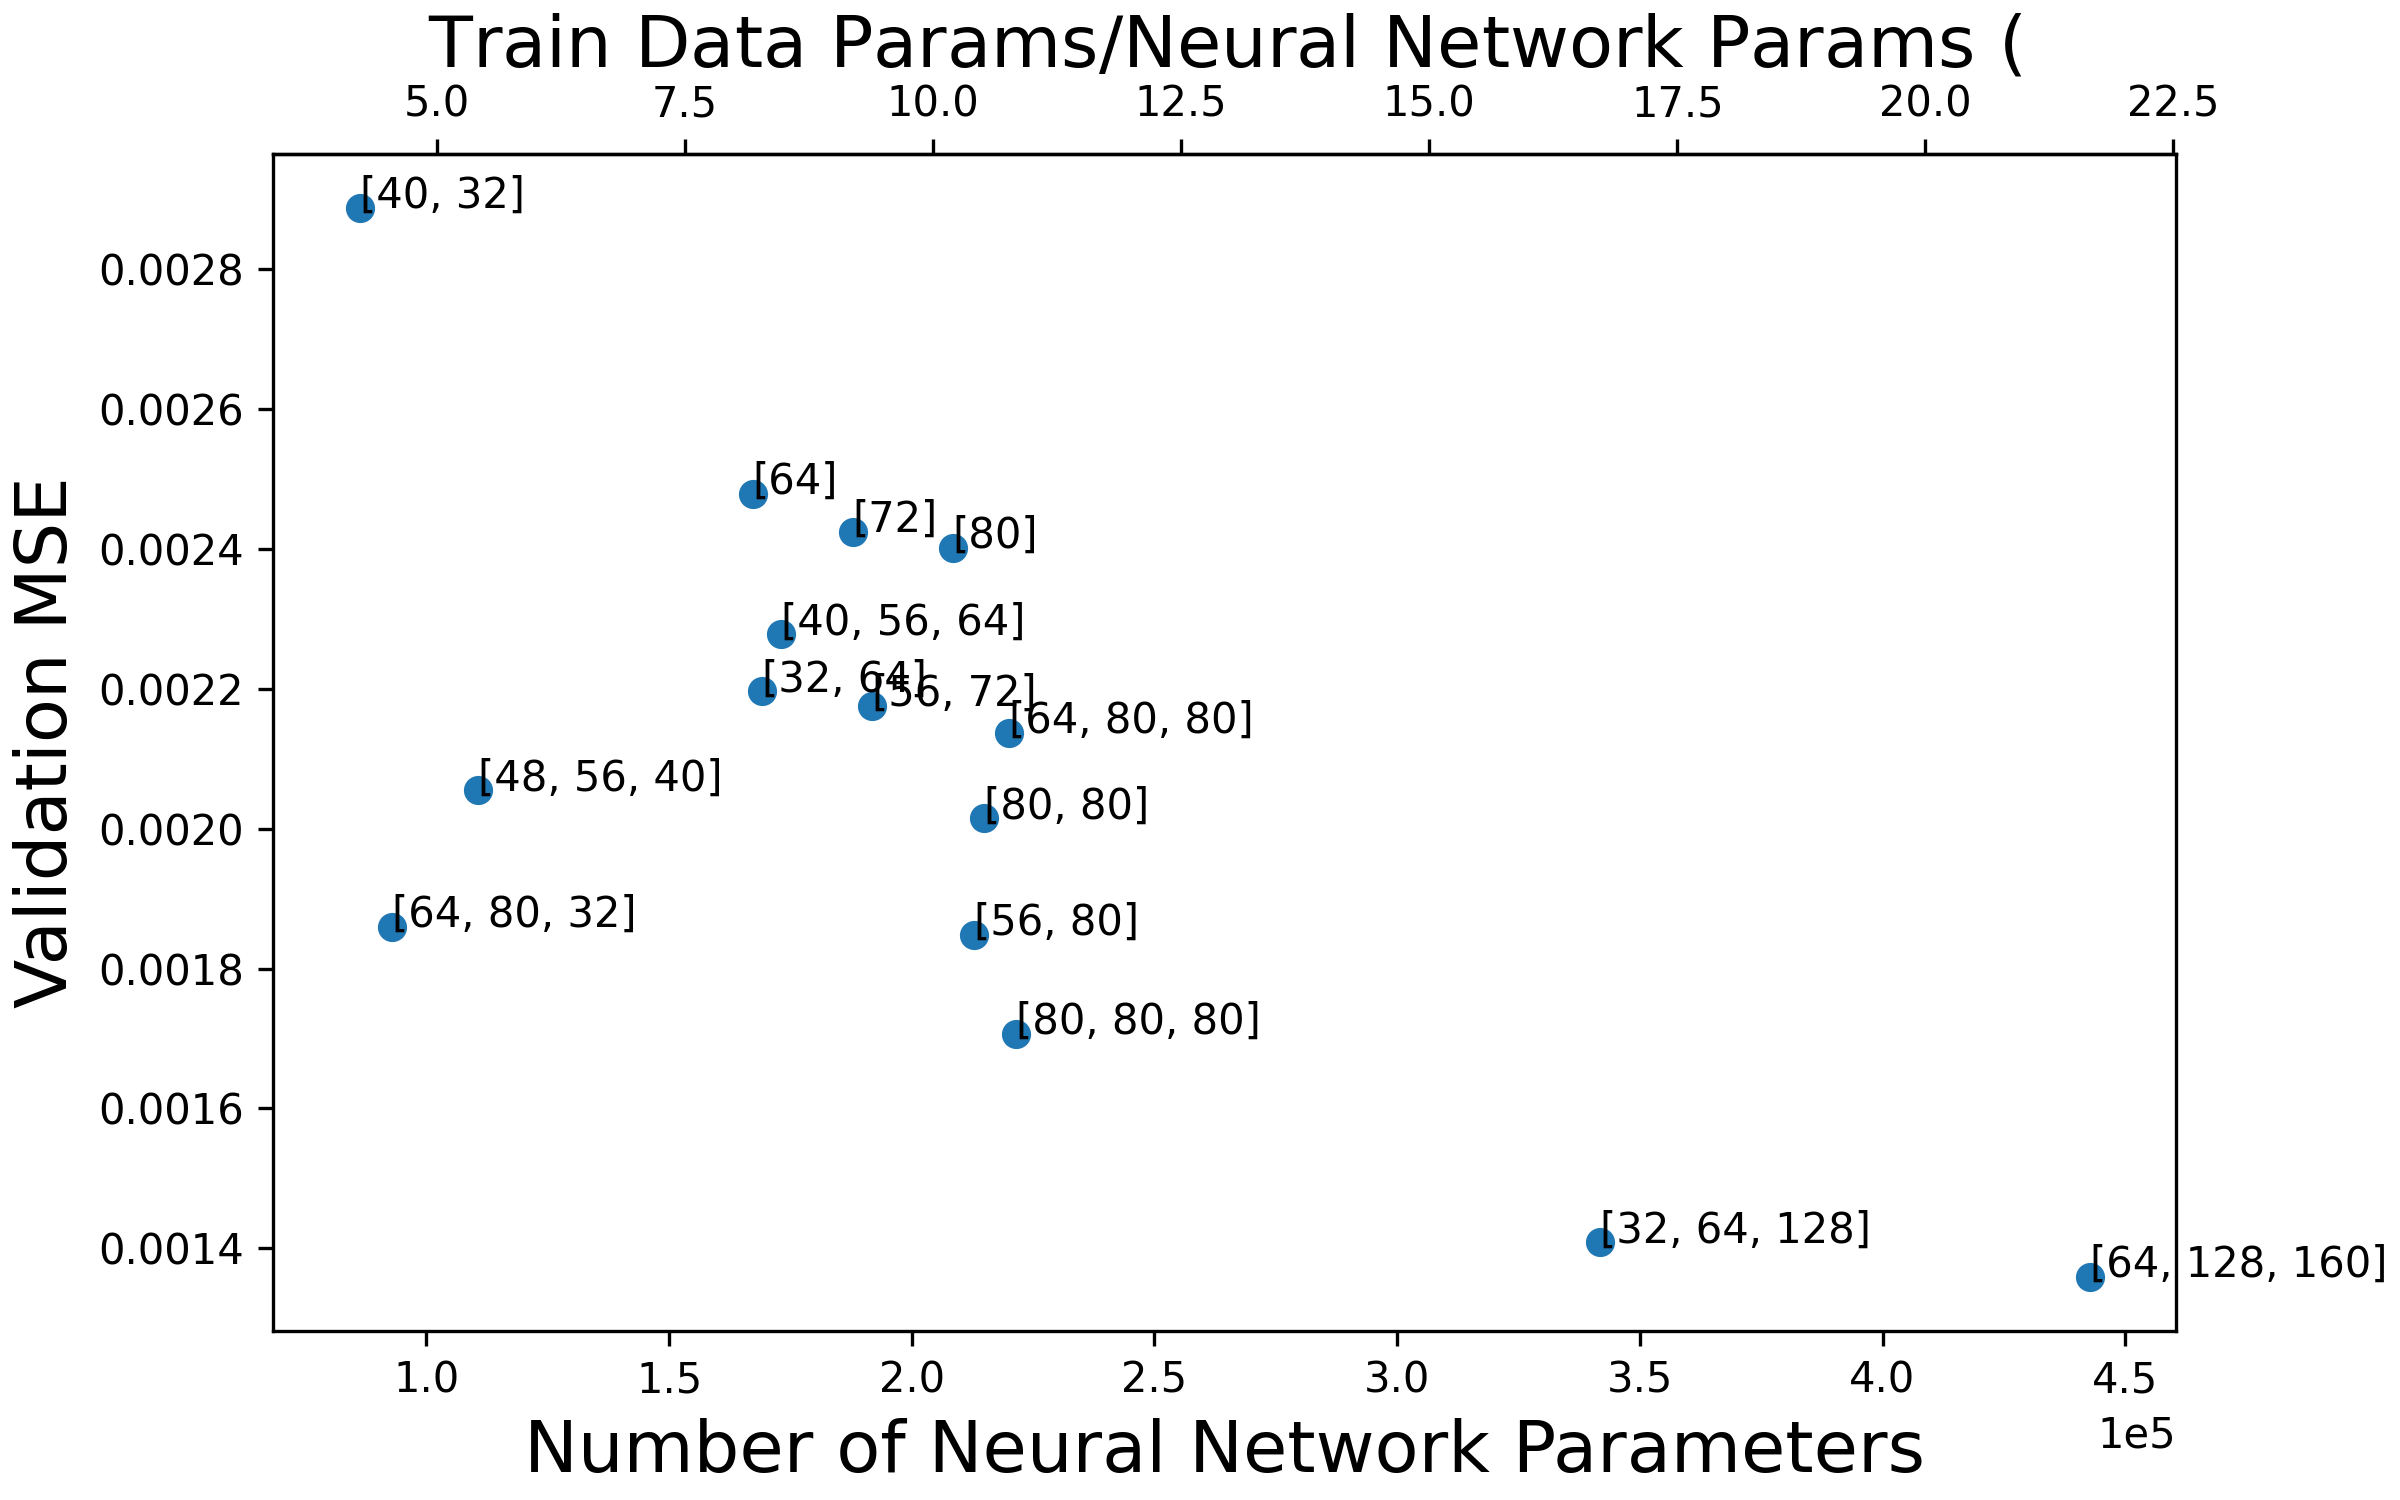 Train Data Params/Neural Network Params (
5.0 7.5 10.0 12.5 15.0 17.5 20.0 22.5
[40, 32]
0.0028
0.0026
[64]
[72]
[80]
0.0024
[40, 56, 64]
[32, 64]
[56, 72]
0.0022
[64, 80, 80]
[48, 56, 40]
[80, 80]
0.0020
[64, 80, 32]
[56, 80]
0.0018
[80, 80, 80]
0.0016
[32, 64, 128]
0.0014
[64, 128, 160]
Validation MSE
1.0 1.5 2.0 2.5 3.0 3.5 4.0 4.5
1e5
Number of Neural Network Parameters